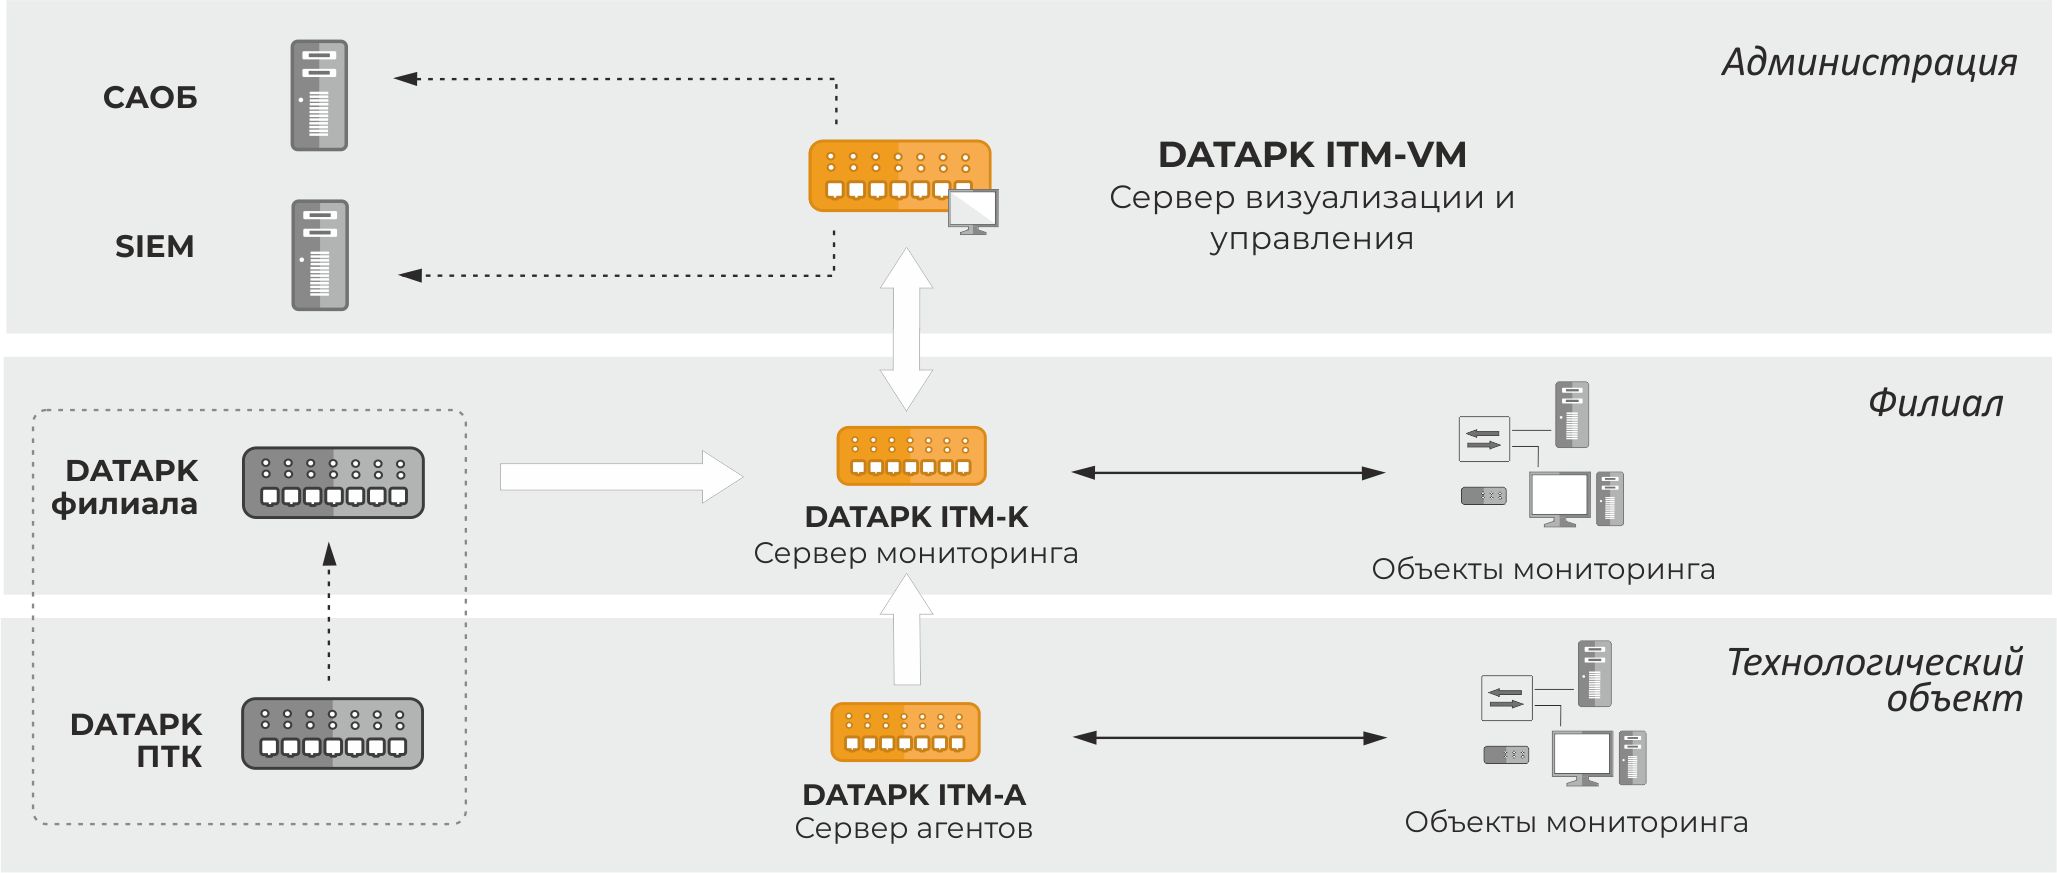 Администрация
САОБ
SIEM
DATAPK ITM-VM
Сервер визуализации и
управления
Филиал
DATAPK
филиала
DATAPK ITM-K
Сервер мониторинга
Объекты мониторинга
Технологический
объект
DATAPK
ПТК
DATAPK ITM-A
Сервер агентов
Объекты мониторинга